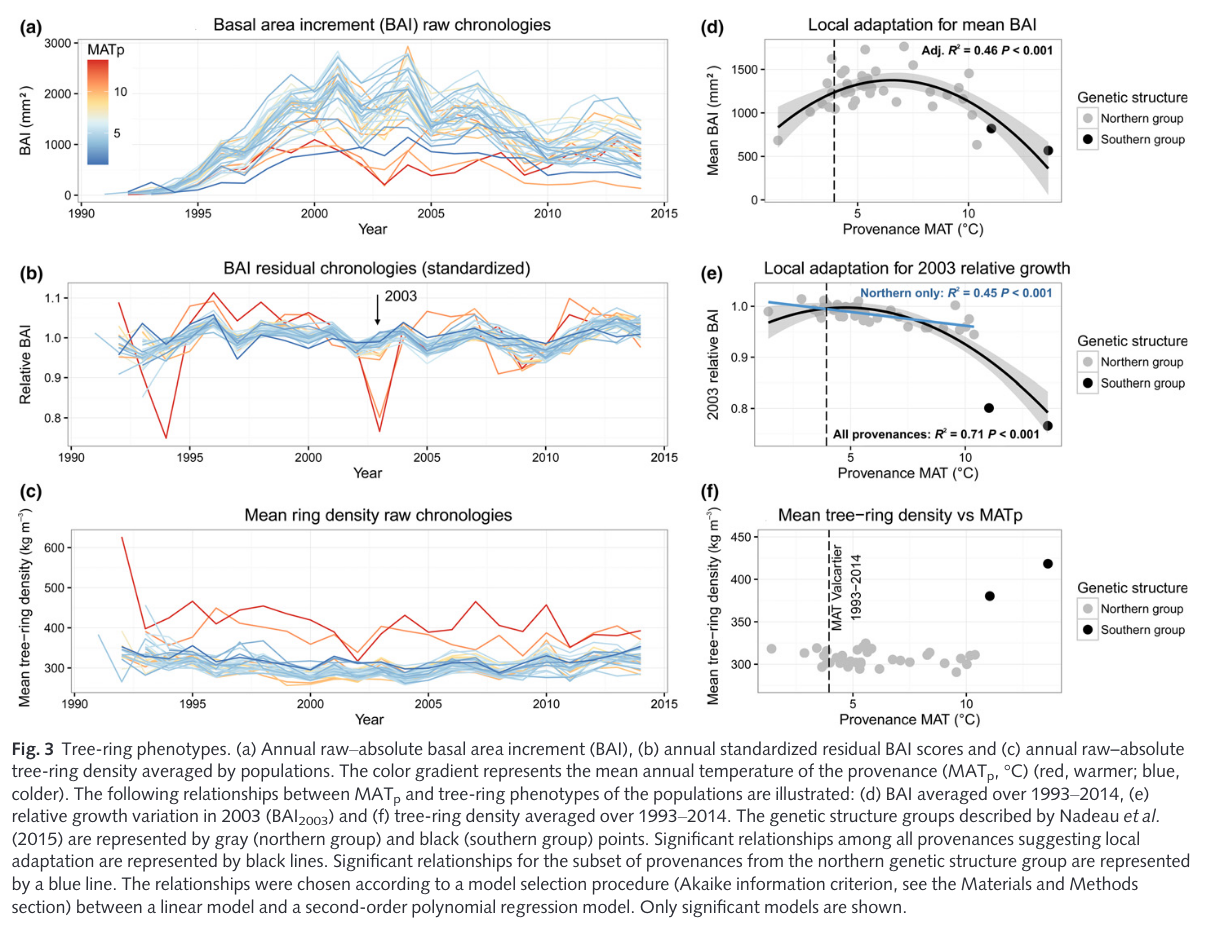 (a) Basal area increment (BAI) raw chronologies
BAI (mm²)
3000
2000
1000
0
MATp
10
5
1990 1995 2000 2005 2010 2015
Year
(d) Local adaptation for mean BAI
Adj. R² = 0.46 P < 0.001
Mean BAI (mm²)
1500
1000
500
0
5 10
Provenance MAT (°C)
Genetic structure
Northern group
Southern group
(b) BAI residual chronologies (standardized)
Relative BAI
1.1
1.0
0.9
0.8
2003
1990 1995 2000 2005 2010 2015
Year
(e) Local adaptation for 2003 relative growth
Northern only: R² = 0.45 P < 0.001
2003 relative BAI
1.0
0.9
0.8
All provenances: R² = 0.71 P < 0.001
5 10
Provenance MAT (°C)
Genetic structure
Northern group
Southern group
(c) Mean ring density raw chronologies
Mean tree−ring density (kg m⁻³)
600
500
400
300
1990 1995 2000 2005 2010 2015
Year
(f) Mean tree−ring density vs MATp
Mean tree−ring density (kg m⁻³)
450
400
350
300
MAT Valcartier
1993−2014
5 10
Provenance MAT (°C)
Genetic structure
Northern group
Southern group
Fig. 3 Tree-ring phenotypes. (a) Annual raw–absolute basal area increment (BAI), (b) annual standardized residual BAI scores and (c) annual raw–absolute
tree-ring density averaged by populations. The color gradient represents the mean annual temperature of the provenance (MATₚ, °C) (red, warmer; blue,
colder). The following relationships between MATₚ and tree-ring phenotypes of the populations are illustrated: (d) BAI averaged over 1993–2014, (e)
relative growth variation in 2003 (BAI₂₀₀₃) and (f) tree-ring density averaged over 1993–2014. The genetic structure groups described by Nadeau et al.
(2015) are represented by gray (northern group) and black (southern group) points. Significant relationships among all provenances suggesting local
adaptation are represented by black lines. Significant relationships for the subset of provenances from the northern genetic structure group are represented
by a blue line. The relationships were chosen according to a model selection procedure (Akaike information criterion, see the Materials and Methods
section) between a linear model and a second-order polynomial regression model. Only significant models are shown.